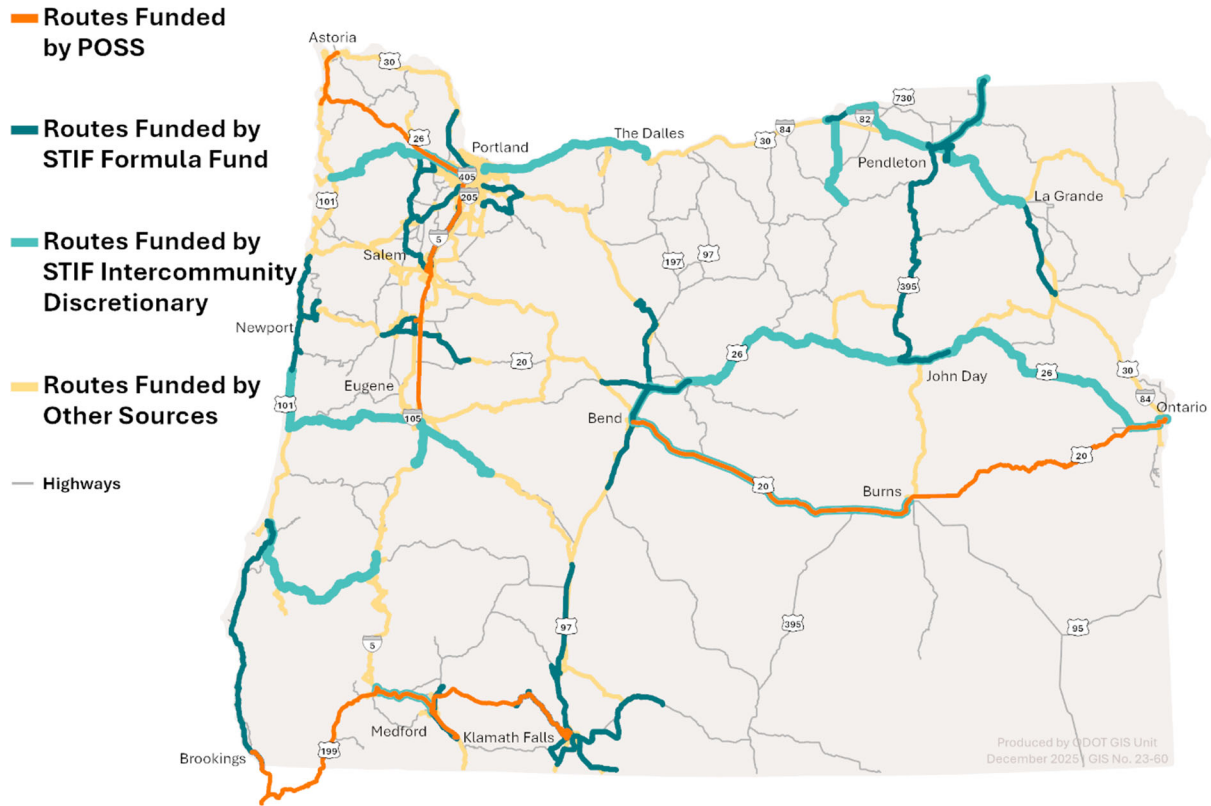 Routes Funded
by POSS
Routes Funded by
STIF Formula Fund
Routes Funded by
STIF Intercommunity
Discretionary
Routes Funded by
Other Sources
Highways
Astoria
30
26
Portland
405
205
101
5
Salem
The Dalles
30
84
730
82
Pendleton
La Grande
197
97
395
Newport
20
26
John Day
26
30
84
Ontario
Eugene
101
105
Bend
20
Burns
20
97
395
95
5
Medford
Klamath Falls
199
Brookings
Produced by ODOT GIS Unit
December 2025 | GIS No. 23-60